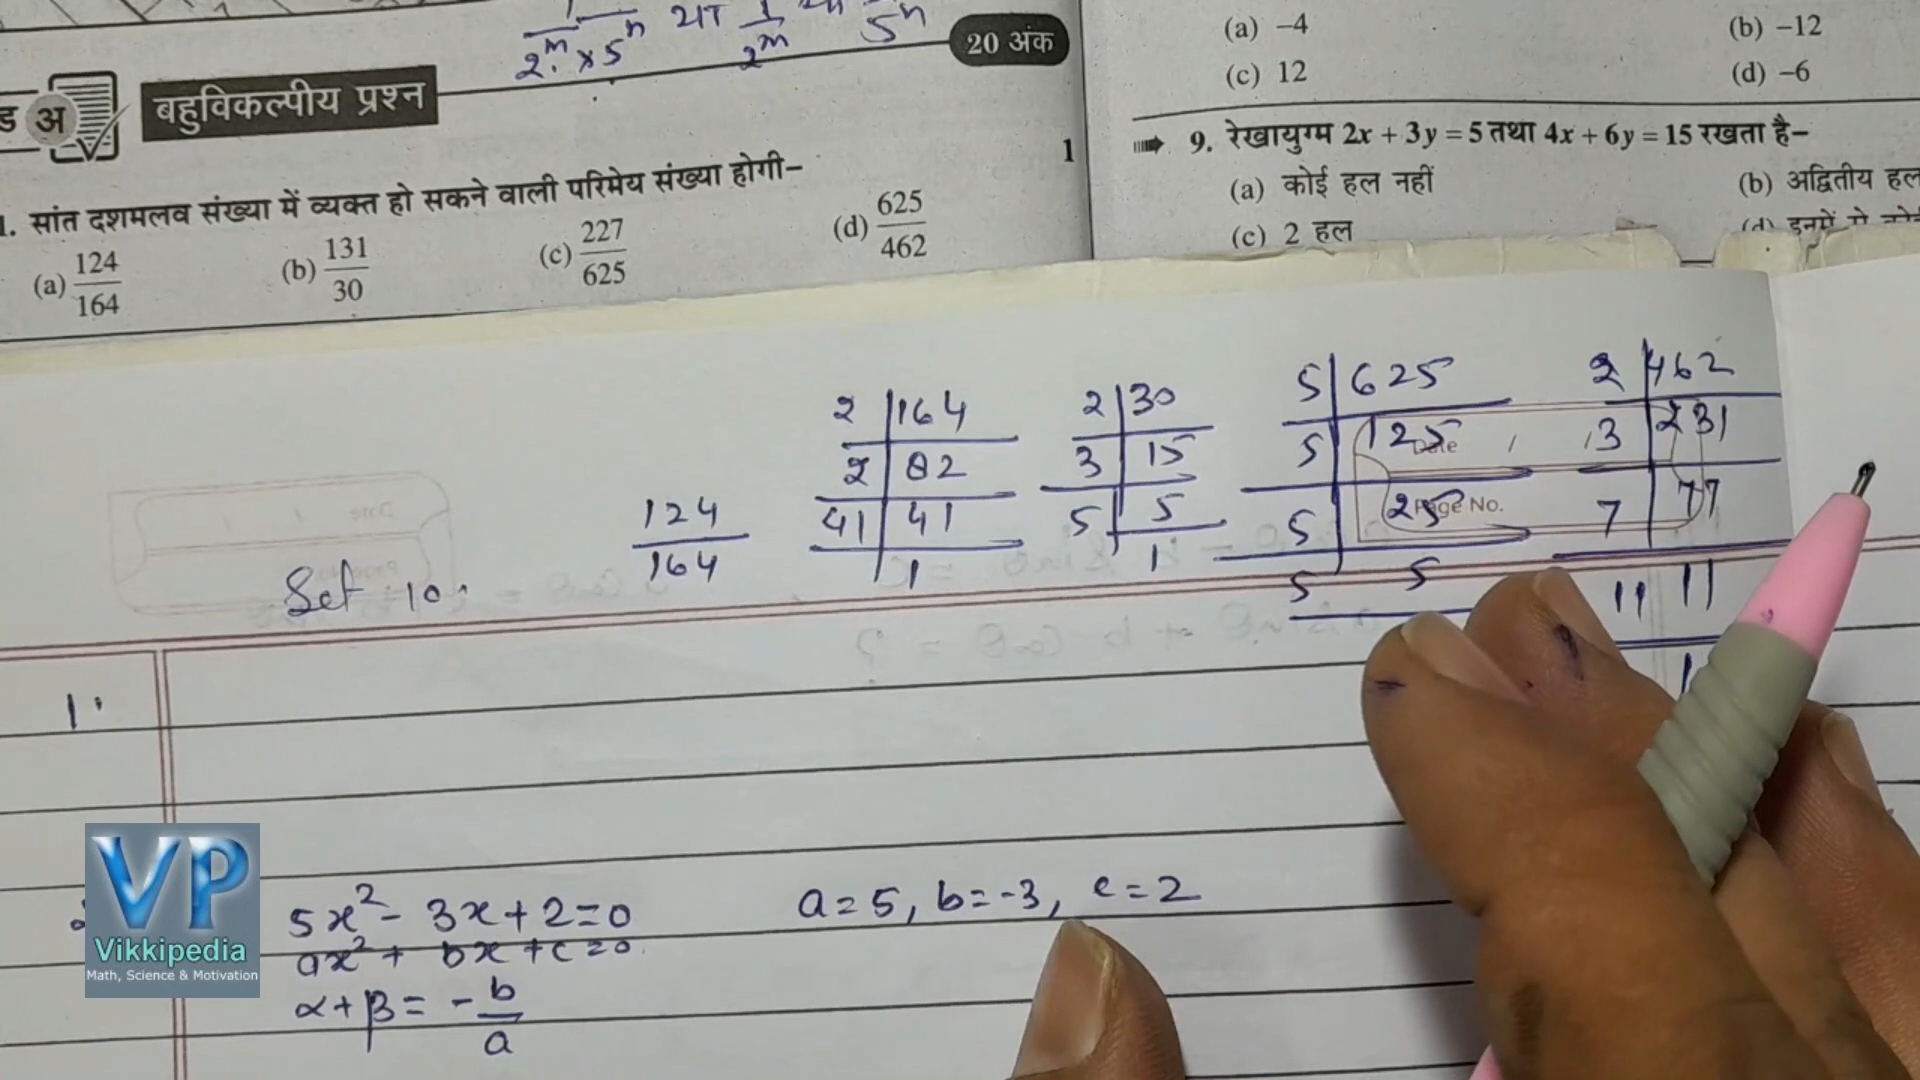 1/2^m × 5^n या 1/2^m 5^n
20 अंक
अ बहुविकल्पीय प्रश्न
1
1. सांत दशमलव संख्या में व्यक्त हो सकने वाली परिमेय संख्या होगी–
(a) 124/164 (b) 131/30 (c) 227/625 (d) 625/462
(a) –4 (b) –12
(c) 12 (d) –6
9. रेखायुग्म 2x + 3y = 5 तथा 4x + 6y = 15 रखता है–
(a) कोई हल नहीं (b) अद्वितीय हल
(c) 2 हल (d) इनमें से
Set 10.
124/164
2 | 164
2 | 82
41 | 41
1
2 | 30
3 | 15
5 | 5
1
5 | 625
5 | 125
5 | 25
5 | 5
2 | 462
3 | 231
7 | 77
11 | 11
1
Date
Page No.
1.
5x² - 3x + 2 = 0 a = 5, b = -3, c = 2
ax² + bx + c = 0
α + β = - b/a
VP
Vikkipedia
Math, Science & Motivation